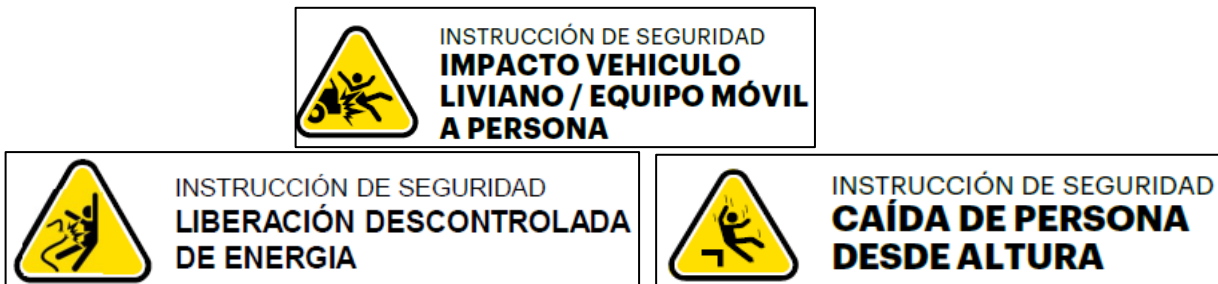 INSTRUCCIÓN DE SEGURIDAD
IMPACTO VEHICULO
LIVIANO / EQUIPO MÓVIL
A PERSONA
INSTRUCCIÓN DE SEGURIDAD
LIBERACIÓN DESCONTROLADA
DE ENERGIA
INSTRUCCIÓN DE SEGURIDAD
CAÍDA DE PERSONA
DESDE ALTURA